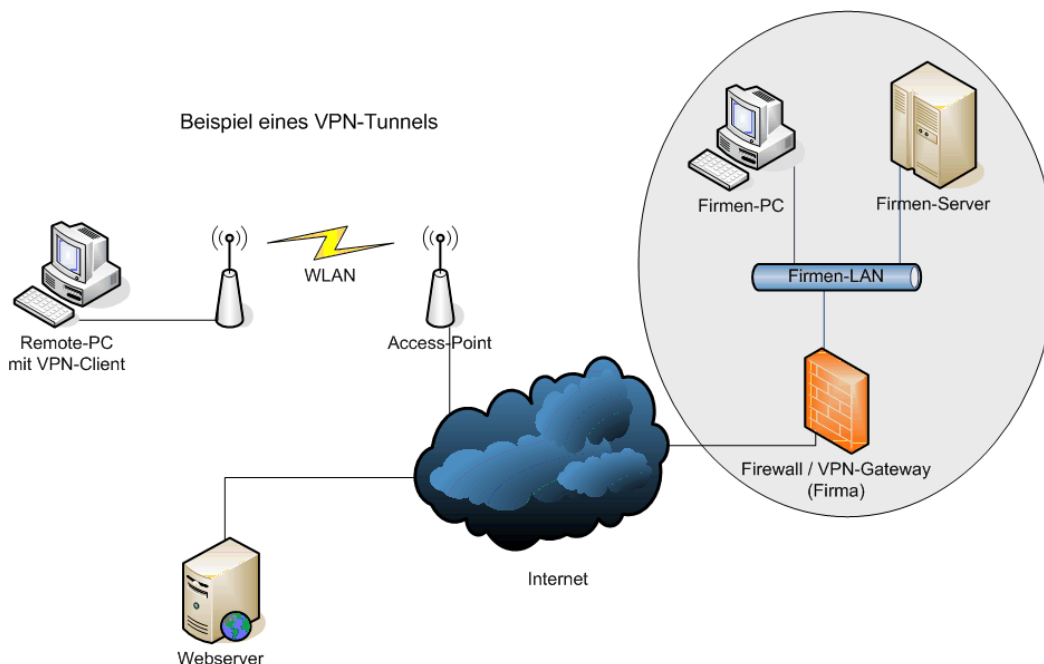 Beispiel eines VPN-Tunnels
Firmen-PC
Firmen-Server
WLAN
Firmen-LAN
Remote-PC
mit VPN-Client
Access-Point
Firewall / VPN-Gateway
(Firma)
Internet
Webserver